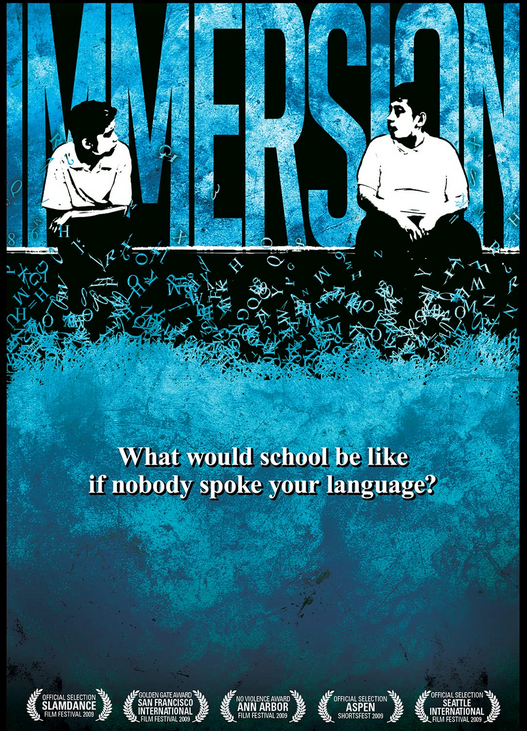 IMMERSION
What would school be like
if nobody spoke your language?
OFFICIAL SELECTION
SLAMDANCE
FILM FESTIVAL 2009
GOLDEN GATE AWARD
SAN FRANCISCO
INTERNATIONAL
FILM FESTIVAL 2009
NO VIOLENCE AWARD
ANN ARBOR
FILM FESTIVAL 2009
OFFICIAL SELECTION
ASPEN
SHORTSFEST 2009
OFFICIAL SELECTION
SEATTLE
INTERNATIONAL
FILM FESTIVAL 2009